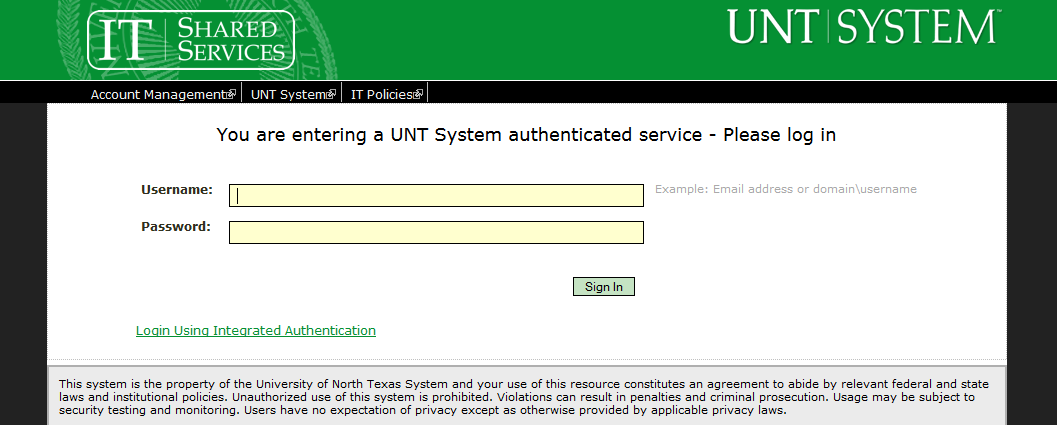 IT SHARED SERVICES
UNT SYSTEM™
Account Management UNT System IT Policies
You are entering a UNT System authenticated service - Please log in
Username: Example: Email address or domain\username
Password:
Sign In
Login Using Integrated Authentication
This system is the property of the University of North Texas System and your use of this resource constitutes an agreement to abide by relevant federal and state
laws and institutional policies. Unauthorized use of this system is prohibited. Violations can result in penalties and criminal prosecution. Usage may be subject to
security testing and monitoring. Users have no expectation of privacy except as otherwise provided by applicable privacy laws.